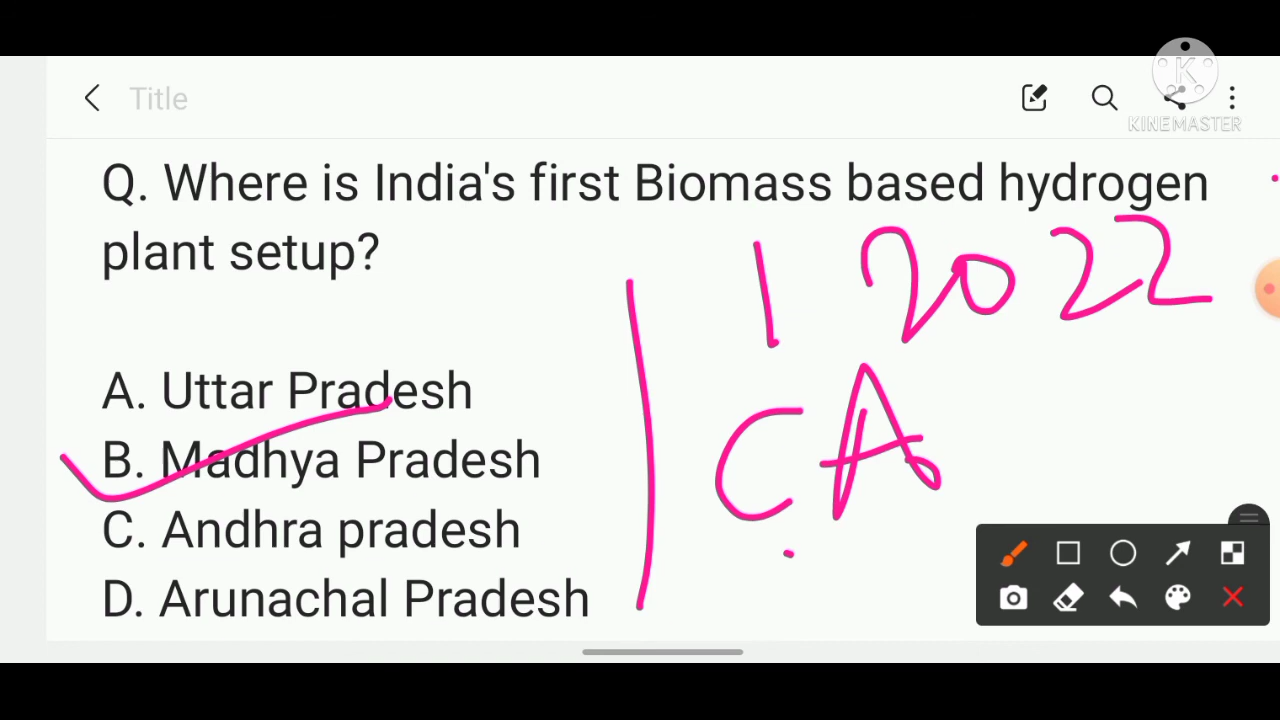 Title
KINEMASTER
Q. Where is India's first Biomass based hydrogen
plant setup?
1 2022
A. Uttar Pradesh
B. Madhya Pradesh
CA
C. Andhra pradesh
D. Arunachal Pradesh